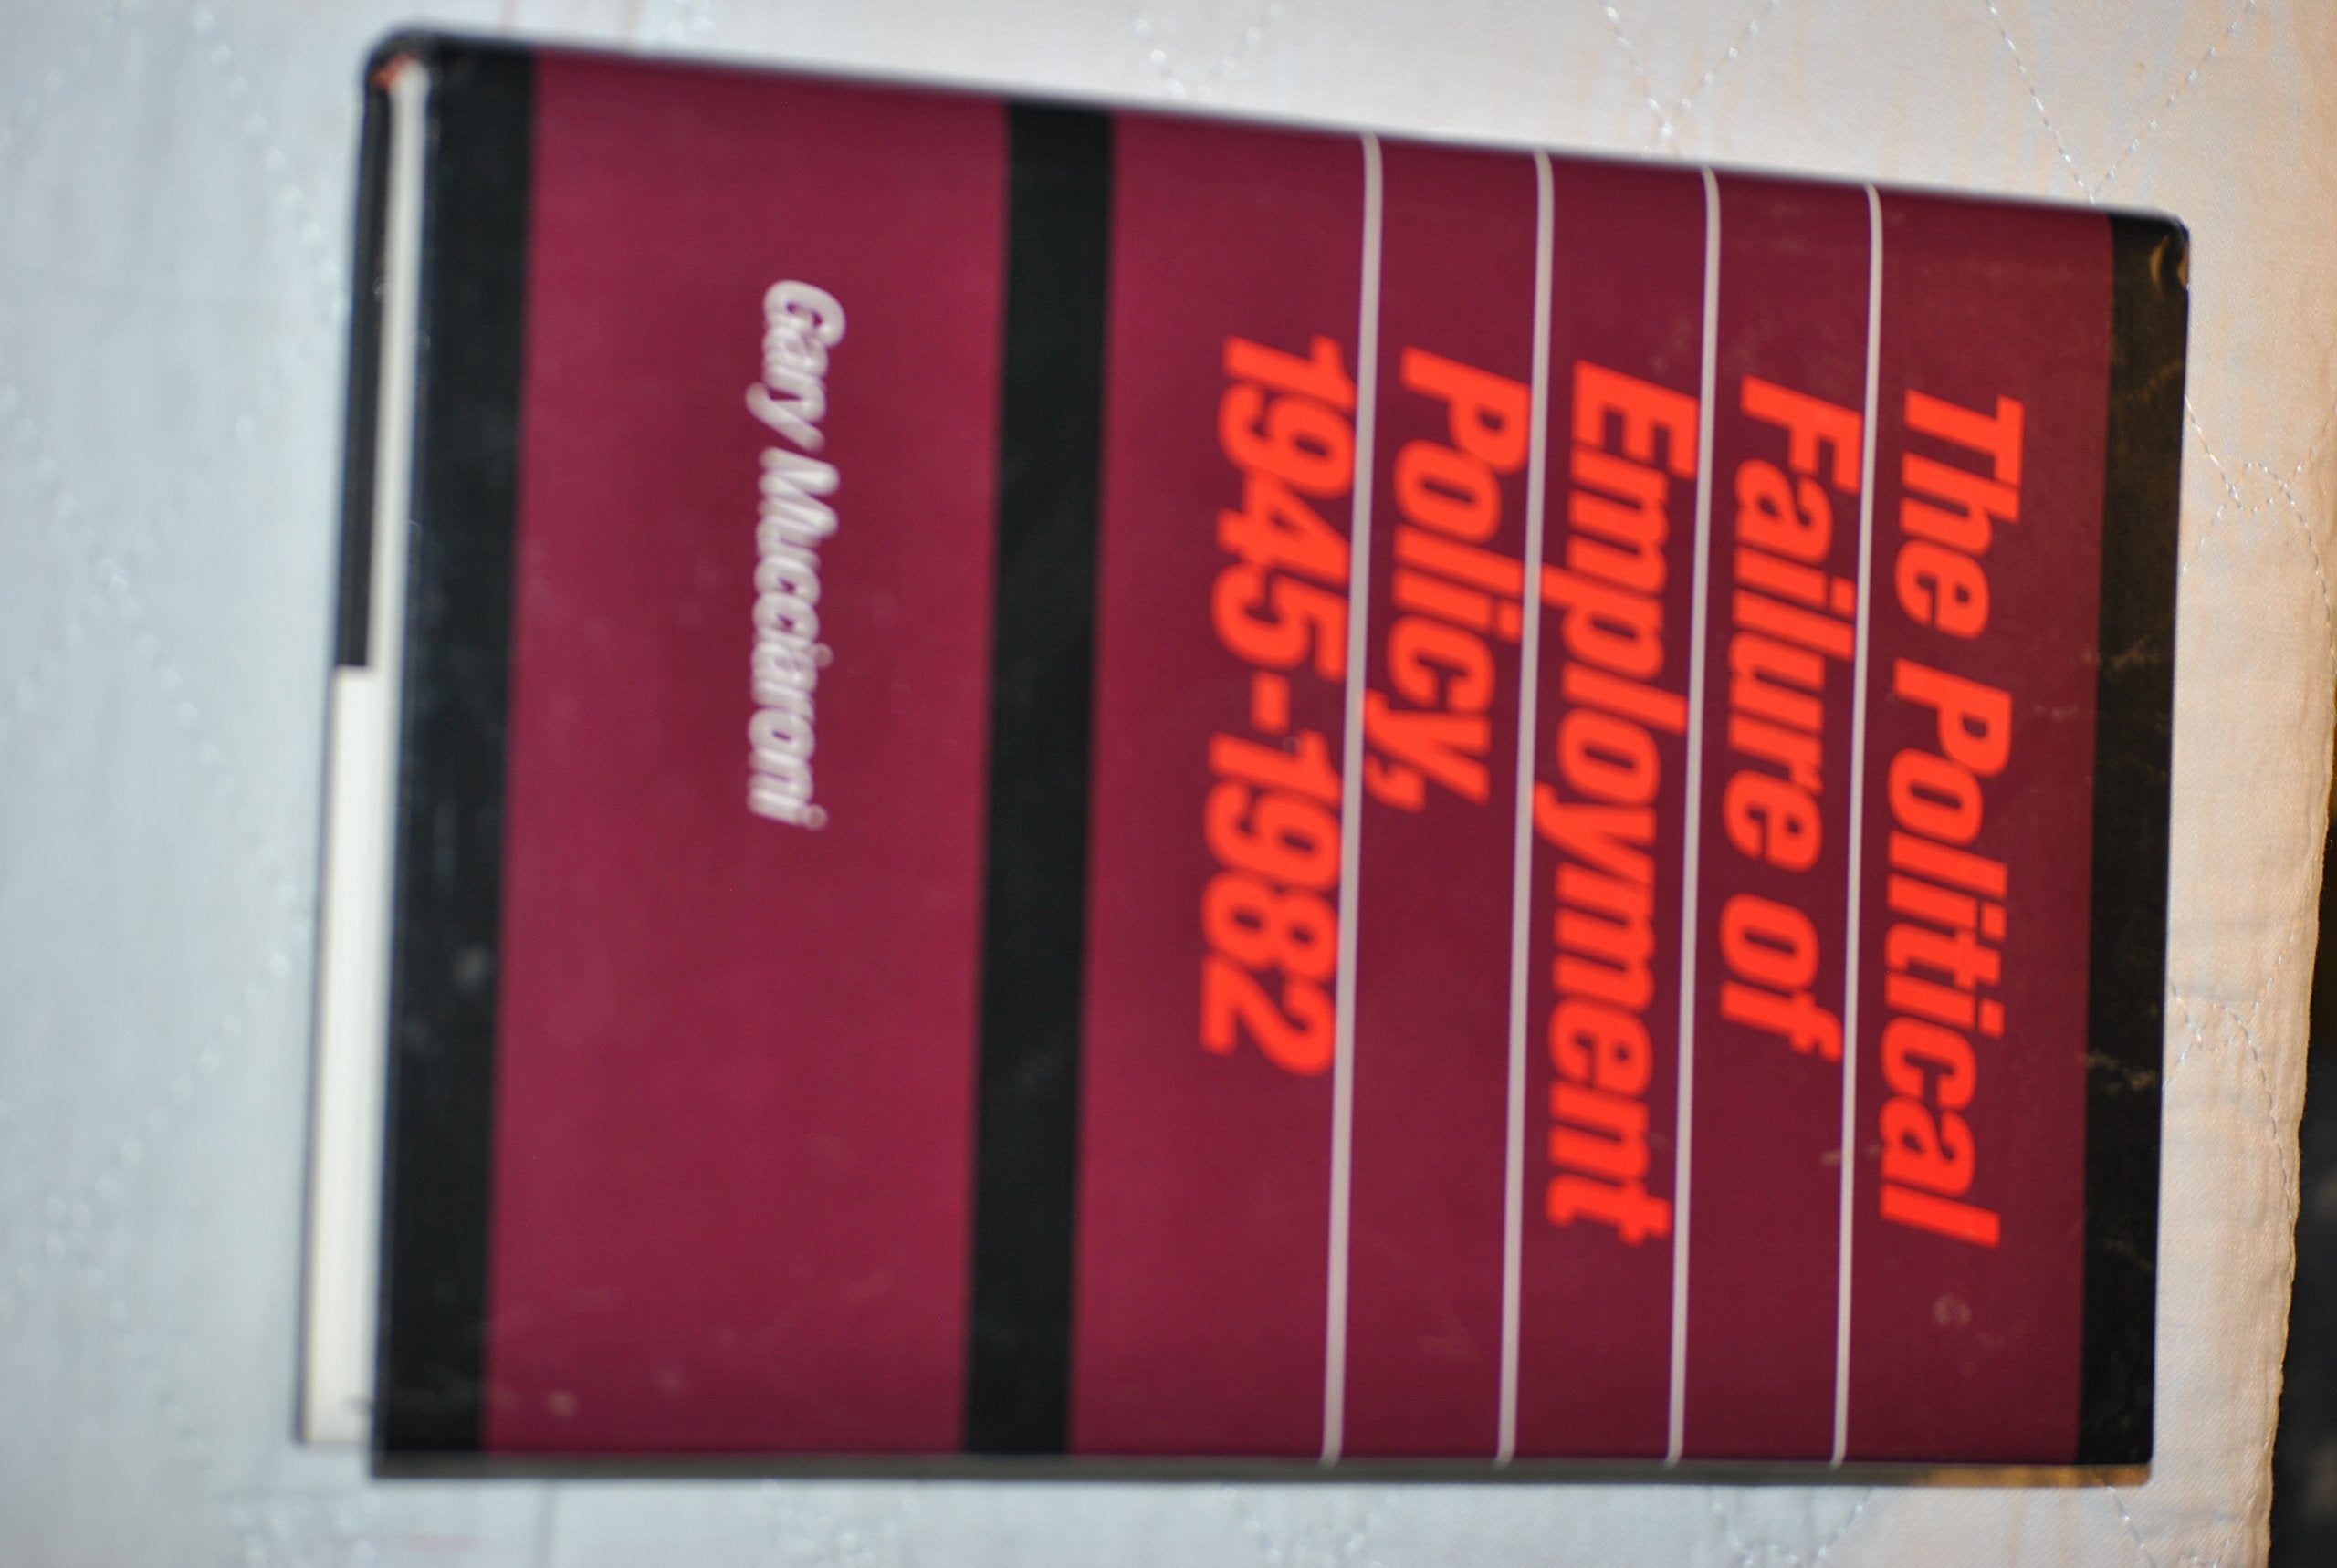 The Political
Failure of
Employment
Policy,
1945-1982
Gary Mucciaroni